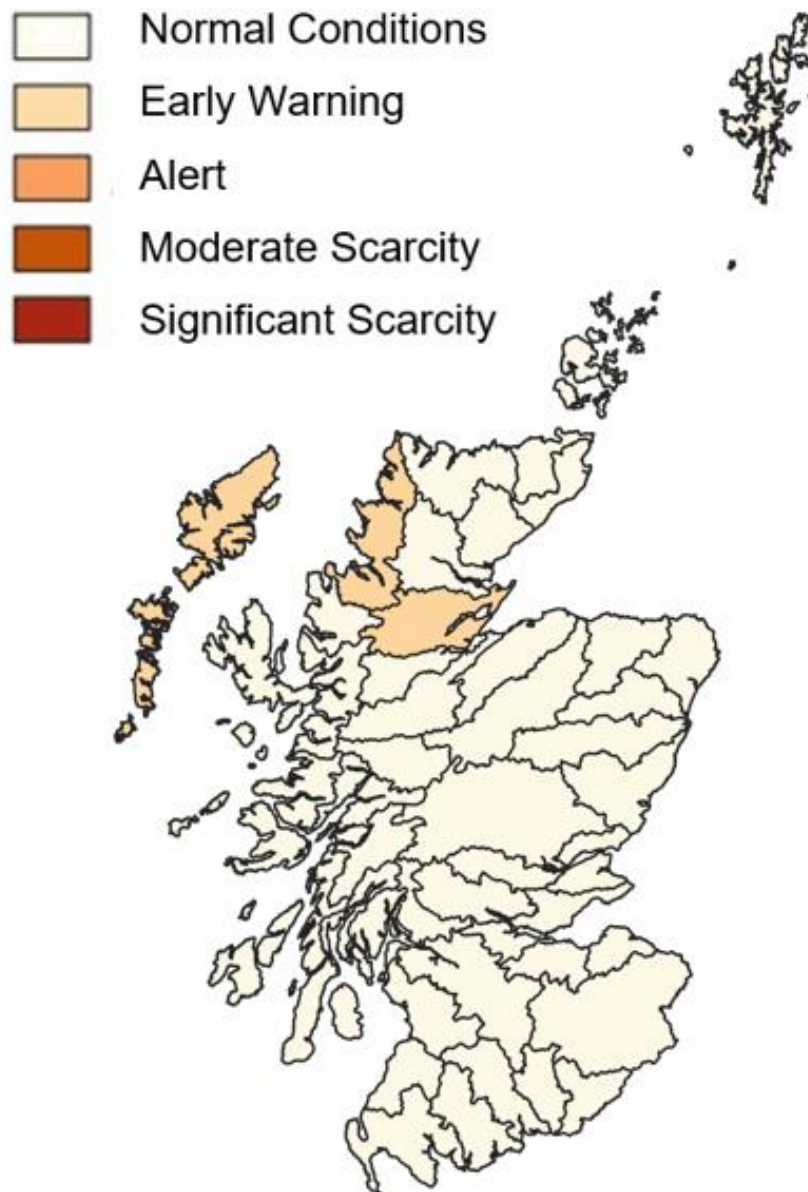 Normal Conditions
Early Warning
Alert
Moderate Scarcity
Significant Scarcity